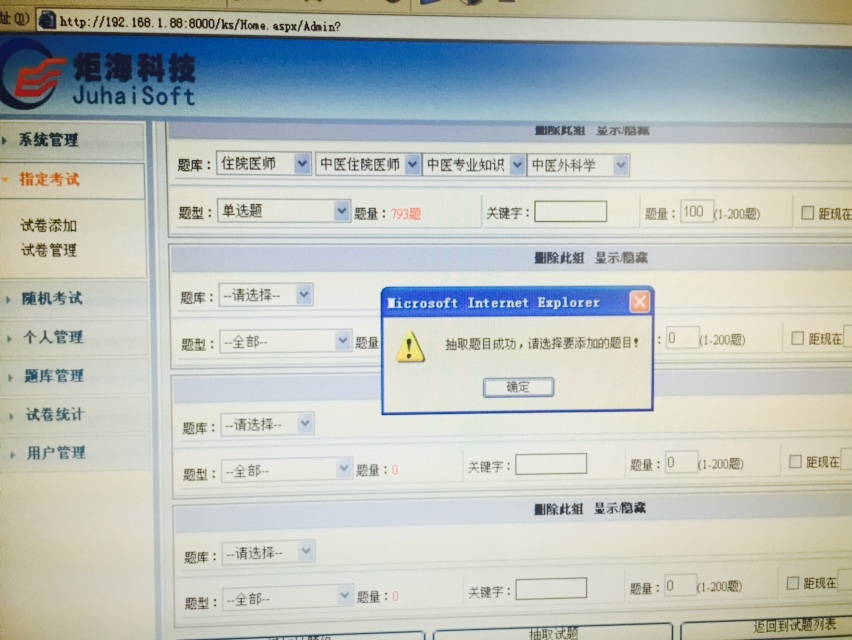 址(D) http://192.168.1.88:8000/ks/Home.aspx/Admin?
炬海科技
JuhaiSoft
系统管理
指定考试
试卷添加
试卷管理
随机考试
个人管理
题库管理
试卷统计
用户管理
删除此组 显示/隐藏
题库： 住院医师 中医住院医师 中医专业知识 中医外科学
题型： 单选题 题量：793题 关键字： 题量：100 (1-200题) 距现在
删除此组 显示/隐藏
题库： --请选择--
题型： --全部-- 题量 ：0 (1-200题) 距现在
Microsoft Internet Explorer
抽取题目成功，请选择要添加的题目！
确定
题库： --请选择--
题型： --全部-- 题量：0 关键字： 题量：0 (1-200题) 距现在
删除此组 显示/隐藏
题库： --请选择--
题型： --全部-- 题量：0 关键字： 题量：0 (1-200题) 距现在
抽取试题 返回到试题列表